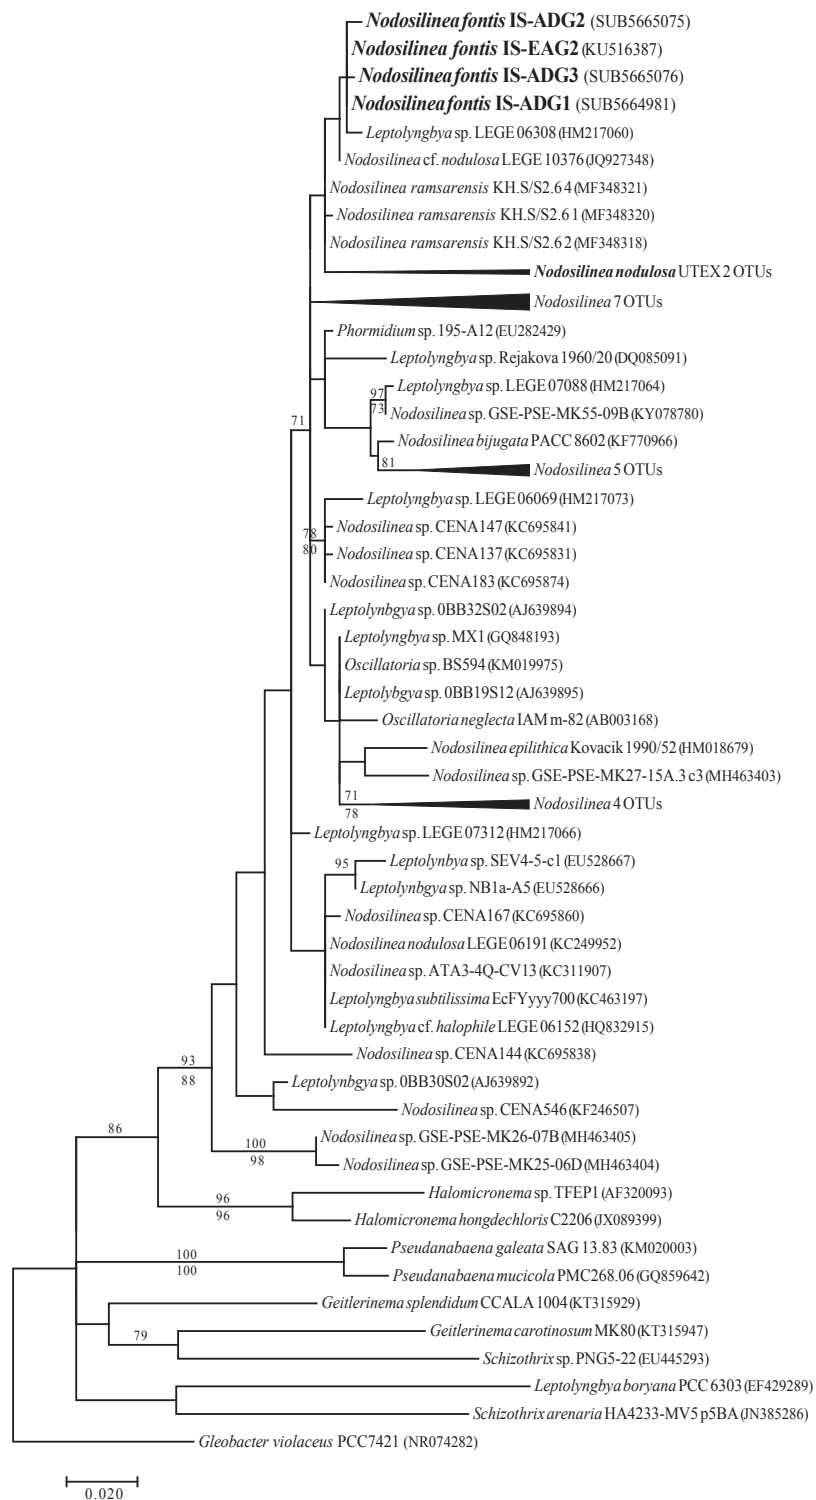 Nodosilinea fontis IS-ADG2 (SUB5665075)
Nodosilinea fontis IS-EAG2 (KU516387)
Nodosilinea fontis IS-ADG3 (SUB5665076)
Nodosilinea fontis IS-ADG1 (SUB5664981)
Leptolyngbya sp. LEGE 06308 (HM217060)
Nodosilinea cf. nodulosa LEGE 10376 (JQ927348)
Nodosilinea ramsarensis KH.S/S2.64 (MF348321)
Nodosilinea ramsarensis KH.S/S2.61 (MF348320)
Nodosilinea ramsarensis KH.S/S2.62 (MF348318)
Nodosilinea nodulosa UTEX 2 OTUs
Nodosilinea 7 OTUs
Phormidium sp. 195-A12 (EU282429)
Leptolyngbya sp. Rejakova 1960/20 (DQ085091)
Leptolyngbya sp. LEGE 07088 (HM217064)
97
73
Nodosilinea sp. GSE-PSE-MK55-09B (KY078780)
71
Nodosilinea bijugata PACC 8602 (KF770966)
81
Nodosilinea 5 OTUs
Leptolyngbya sp. LEGE 06069 (HM217073)
Nodosilinea sp. CENA147 (KC695841)
78
80
Nodosilinea sp. CENA137 (KC695831)
Nodosilinea sp. CENA183 (KC695874)
Leptolynbgya sp. 0BB32S02 (AJ639894)
Leptolyngbya sp. MX1 (GQ848193)
Oscillatoria sp. BS594 (KM019975)
Leptolybgya sp. 0BB19S12 (AJ639895)
Oscillatoria neglecta IAM m-82 (AB003168)
Nodosilinea epilithica Kovacik 1990/52 (HM018679)
Nodosilinea sp. GSE-PSE-MK27-15A.3 c3 (MH463403)
71
78
Nodosilinea 4 OTUs
Leptolyngbya sp. LEGE 07312 (HM217066)
95
Leptolynbya sp. SEV4-5-c1 (EU528667)
Leptolynbgya sp. NB1a-A5 (EU528666)
Nodosilinea sp. CENA167 (KC695860)
Nodosilinea nodulosa LEGE 06191 (KC249952)
Nodosilinea sp. ATA3-4Q-CV13 (KC311907)
Leptolyngbya subtilissima EcFYyyy700 (KC463197)
Leptolyngbya cf. halophile LEGE 06152 (HQ832915)
Nodosilinea sp. CENA144 (KC695838)
93
88
Leptolynbgya sp. 0BB30S02 (AJ639892)
Nodosilinea sp. CENA546 (KF246507)
86
Nodosilinea sp. GSE-PSE-MK26-07B (MH463405)
100
98
Nodosilinea sp. GSE-PSE-MK25-06D (MH463404)
Halomicronema sp. TFEP1 (AF320093)
96
96
Halomicronema hongdechloris C2206 (JX089399)
Pseudanabaena galeata SAG 13.83 (KM020003)
100
100
Pseudanabaena mucicola PMC268.06 (GQ859642)
Geitlerinema splendidum CCALA 1004 (KT315929)
79
Geitlerinema carotinosum MK80 (KT315947)
Schizothrix sp. PNG5-22 (EU445293)
Leptolyngbya boryana PCC 6303 (EF429289)
Schizothrix arenaria HA4233-MV5 p5BA (JN385286)
Gleobacter violaceus PCC7421 (NR074282)
0.020